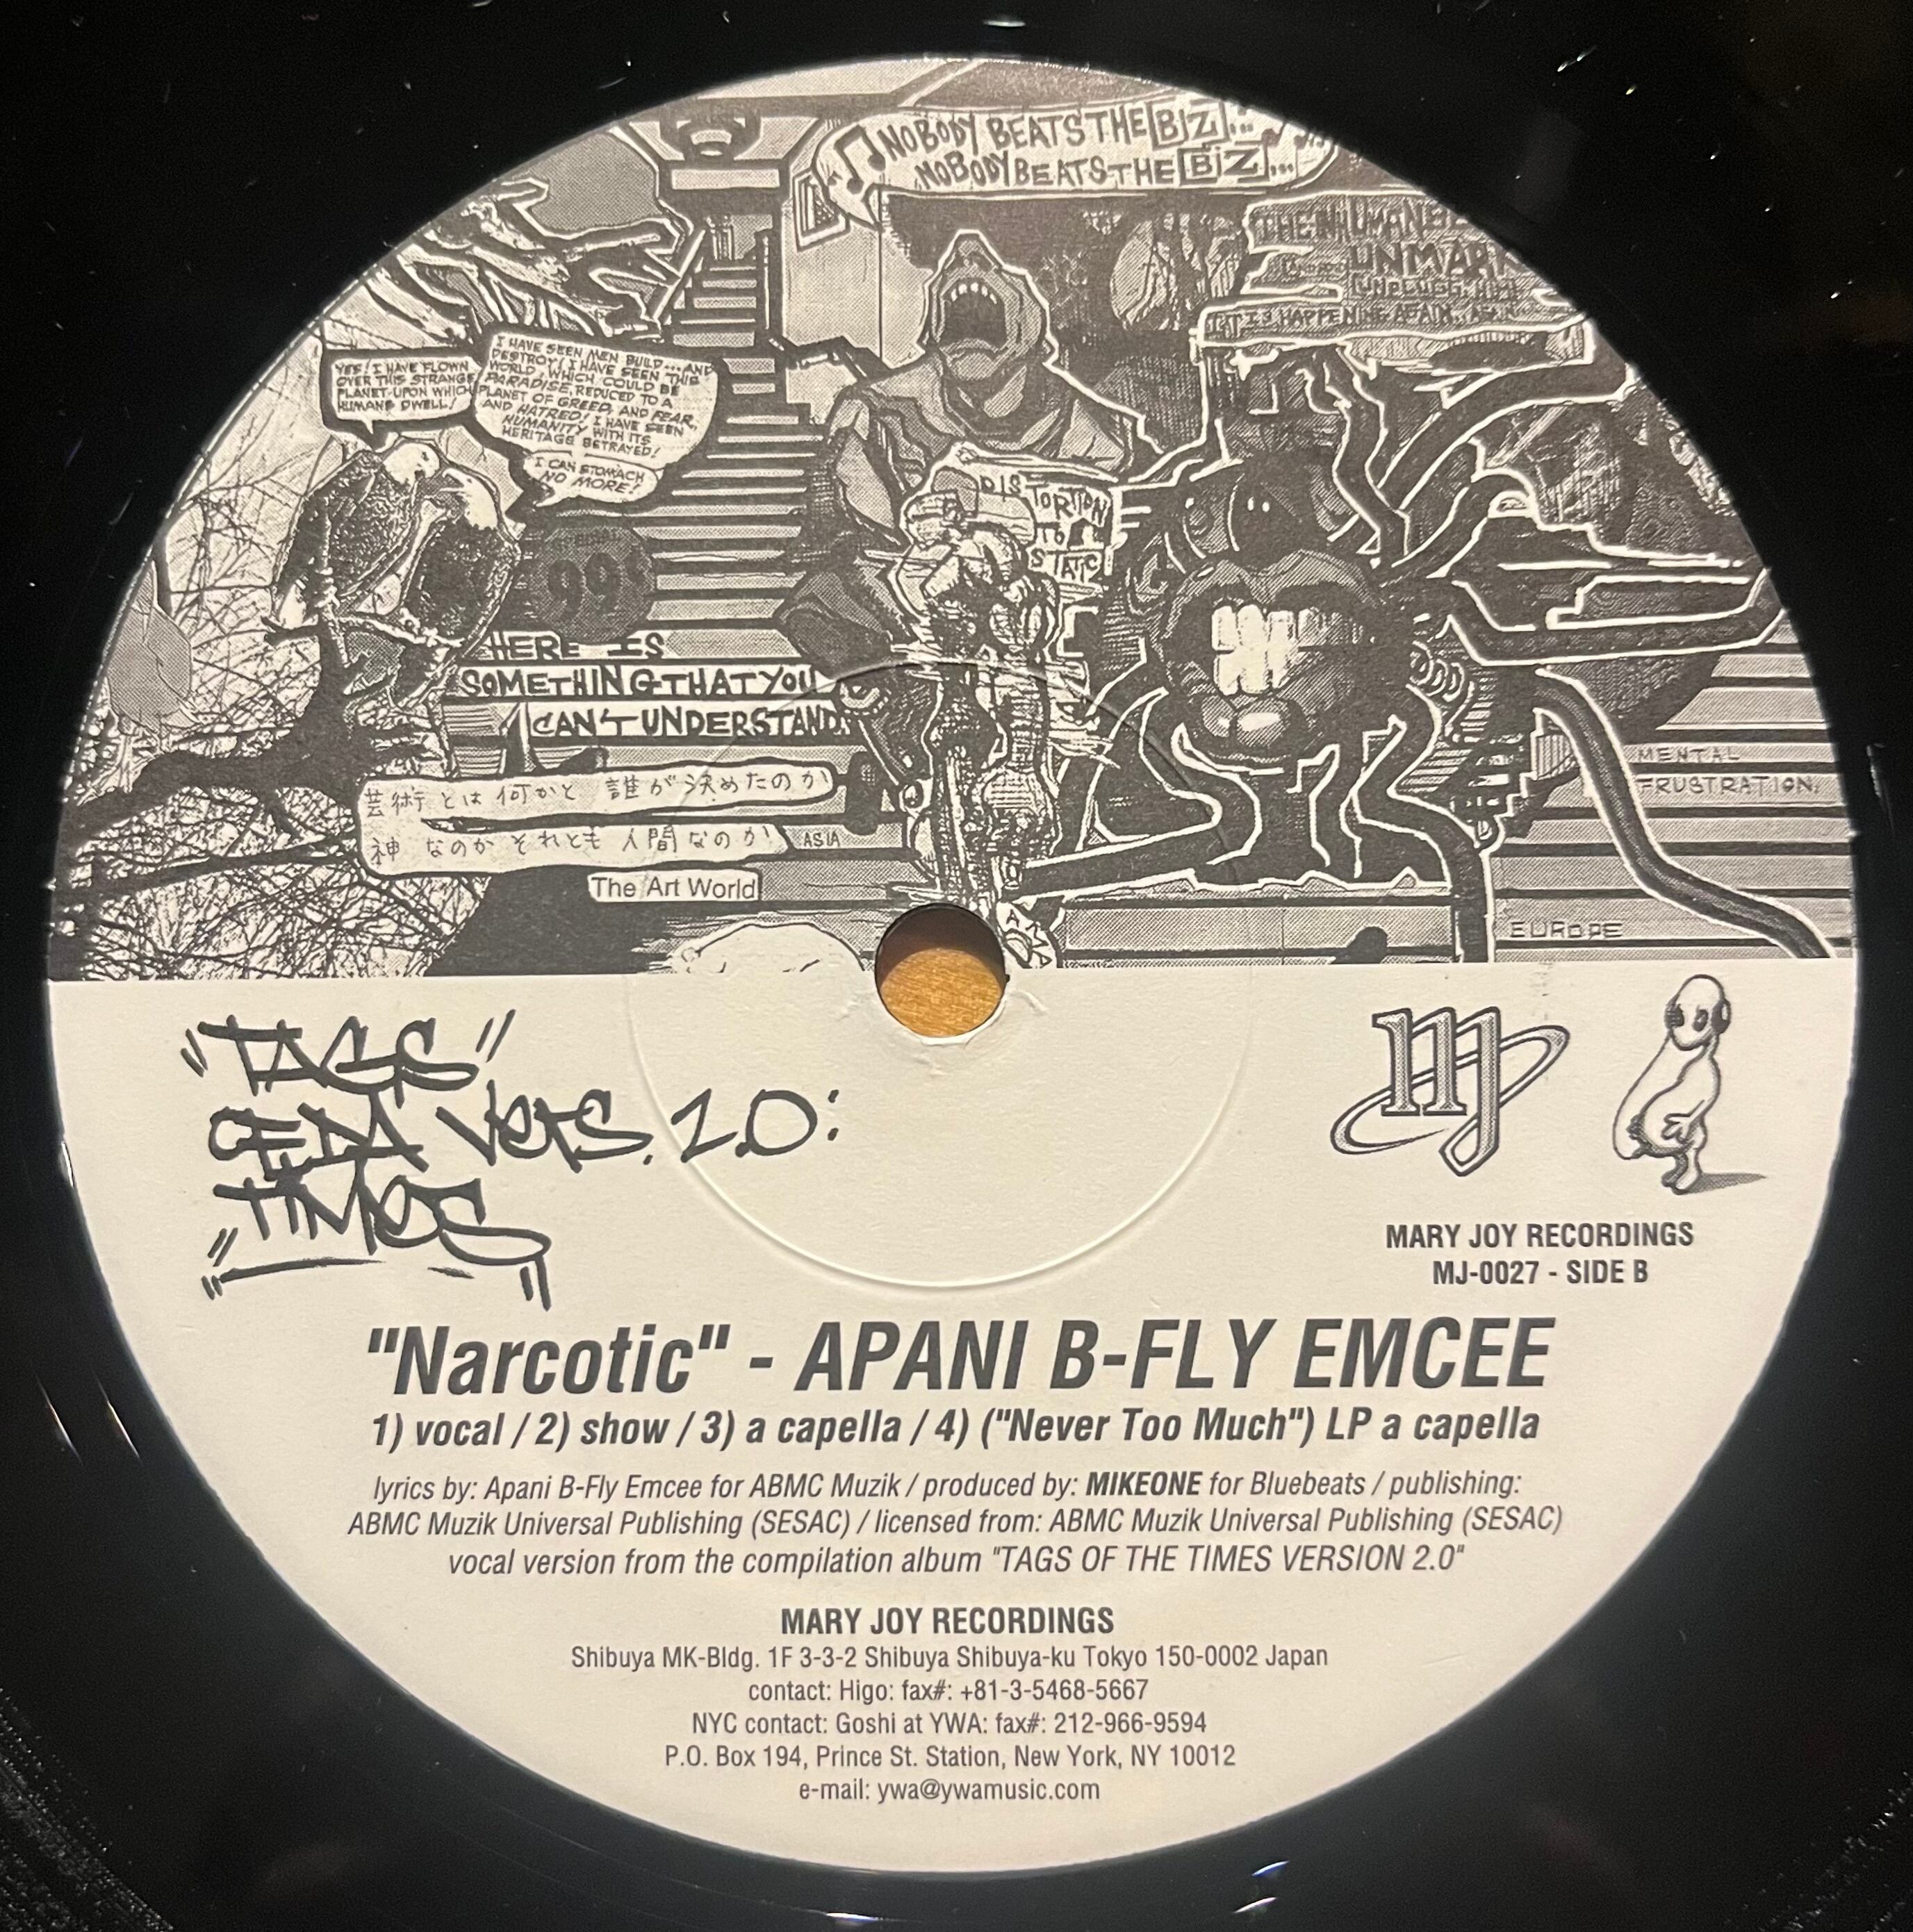 NOBODY BEATS THE BIZ...
NOBODY BEATS THE BIZ...
UNMAR
IT IS HAPPENING AGAIN.. AGAIN
YES! I HAVE FLOWN
OVER THIS STRANGE
PLANET UPON WHICH
HUMANS DWELL!
I HAVE SEEN MEN BUILD... AND
DESTROY! I HAVE SEEN THIS
WORLD, WHICH COULD BE
PARADISE, REDUCED TO A
PLANET OF GREED, AND FEAR,
AND HATRED! I HAVE SEEN
HUMANITY WITH ITS
HERITAGE BETRAYED!
I CAN STOMACH
NO MORE!
DISTORTION
TO
STATIC
SPECIAL
99¢
HERE IS
SOMETHING THAT YOU
CAN'T UNDERSTAND.
芸術とは何かと 誰が決めたのか
神なのかそれとも人間なのか
ASIA
The Art World
MENTAL
FRUSTRATION.
EUROPE
"TAGS"
OF DA Vers. 2.0:
"TIMES"
mj
MARY JOY RECORDINGS
MJ-0027 - SIDE B
"Narcotic" - APANI B-FLY EMCEE
1) vocal / 2) show / 3) a capella / 4) ("Never Too Much") LP a capella
lyrics by: Apani B-Fly Emcee for ABMC Muzik / produced by: MIKEONE for Bluebeats / publishing:
ABMC Muzik Universal Publishing (SESAC) / licensed from: ABMC Muzik Universal Publishing (SESAC)
vocal version from the compilation album "TAGS OF THE TIMES VERSION 2.0"
MARY JOY RECORDINGS
Shibuya MK-Bldg. 1F 3-3-2 Shibuya Shibuya-ku Tokyo 150-0002 Japan
contact: Higo: fax#: +81-3-5468-5667
NYC contact: Goshi at YWA: fax#: 212-966-9594
P.O. Box 194, Prince St. Station, New York, NY 10012
e-mail: ywa@ywamusic.com